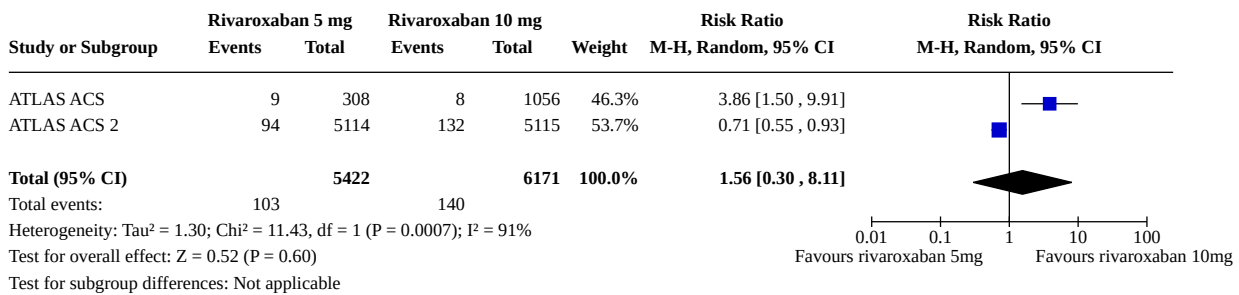 Rivaroxaban 5 mg Rivaroxaban 10 mg Risk Ratio Risk Ratio
Study or Subgroup Events Total Events Total Weight M-H, Random, 95% CI M-H, Random, 95% CI
ATLAS ACS 9 308 8 1056 46.3% 3.86 [1.50 , 9.91]
ATLAS ACS 2 94 5114 132 5115 53.7% 0.71 [0.55 , 0.93]
Total (95% CI) 5422 6171 100.0% 1.56 [0.30 , 8.11]
Total events: 103 140
Heterogeneity: Tau² = 1.30; Chi² = 11.43, df = 1 (P = 0.0007); I² = 91%
0.01 0.1 1 10 100
Test for overall effect: Z = 0.52 (P = 0.60) Favours rivaroxaban 5mg Favours rivaroxaban 10mg
Test for subgroup differences: Not applicable